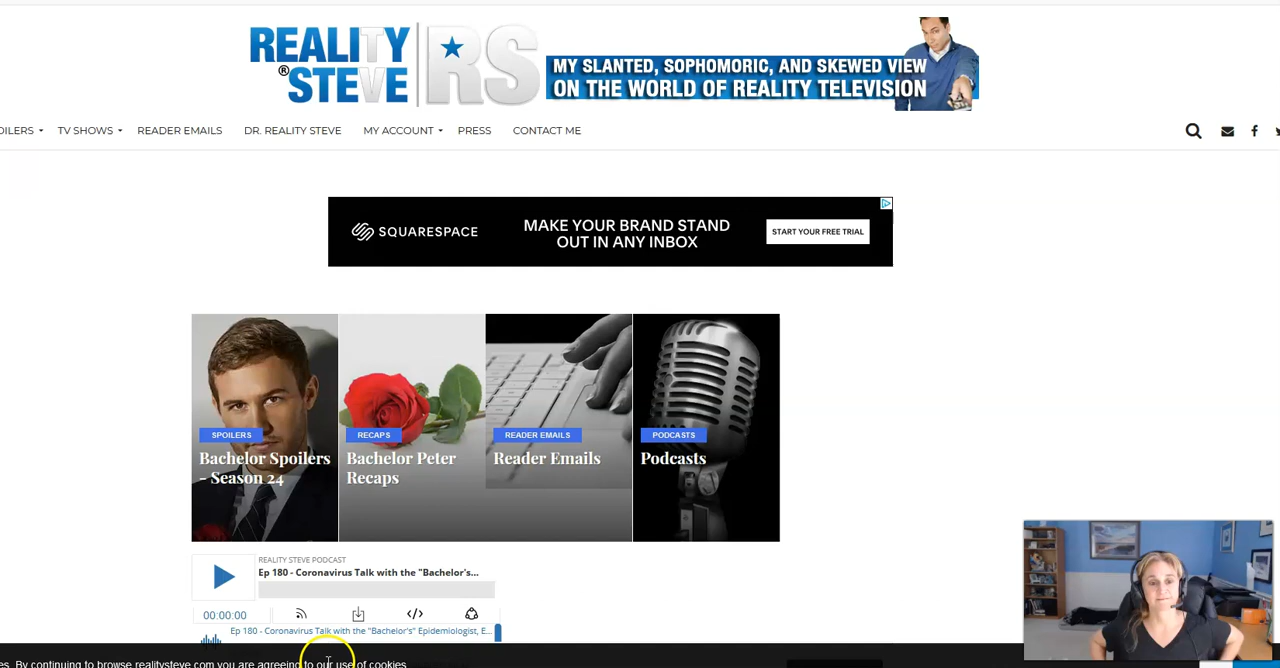 REALITY
STEVE
®
RS
MY SLANTED, SOPHOMORIC, AND SKEWED VIEW
ON THE WORLD OF REALITY TELEVISION
OILERS TV SHOWS READER EMAILS DR. REALITY STEVE MY ACCOUNT PRESS CONTACT ME
SQUARESPACE
MAKE YOUR BRAND STAND
OUT IN ANY INBOX
START YOUR FREE TRIAL
SPOILERS
Bachelor Spoilers
- Season 24
RECAPS
Bachelor Peter
Recaps
READER EMAILS
Reader Emails
PODCASTS
Podcasts
REALITY STEVE PODCAST
Ep 180 - Coronavirus Talk with the "Bachelor's...
00:00:00
Ep 180 - Coronavirus Talk with the "Bachelor's" Epidemiologist, E...
es. By continuing to browse realitysteve.com you are agreeing to our use of cookies